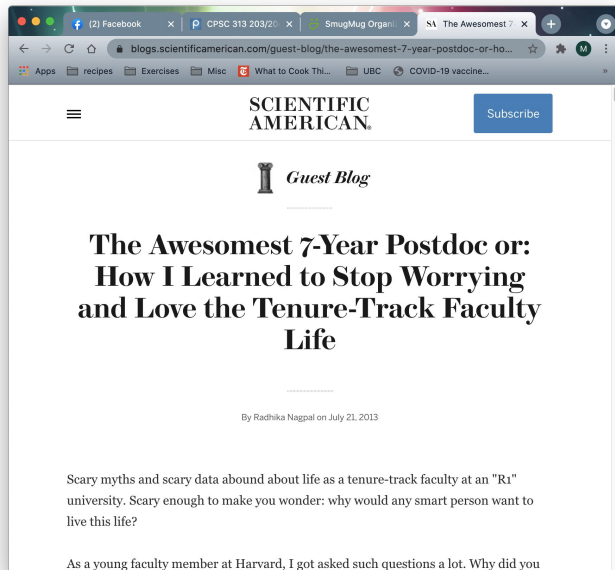 (2) Facebook
CPSC 313 203/20
SmugMug Organi
SA The Awesomest 7
blogs.scientificamerican.com/guest-blog/the-awesomest-7-year-postdoc-or-ho...
M
Apps
recipes
Exercises
Misc
What to Cook Thi...
UBC
COVID-19 vaccine...
»
SCIENTIFIC
AMERICAN®
Subscribe
Guest Blog
The Awesomest 7-Year Postdoc or:
How I Learned to Stop Worrying
and Love the Tenure-Track Faculty
Life
By Radhika Nagpal on July 21, 2013
Scary myths and scary data abound about life as a tenure-track faculty at an "R1"
university. Scary enough to make you wonder: why would any smart person want to
live this life?
As a young faculty member at Harvard, I got asked such questions a lot. Why did you